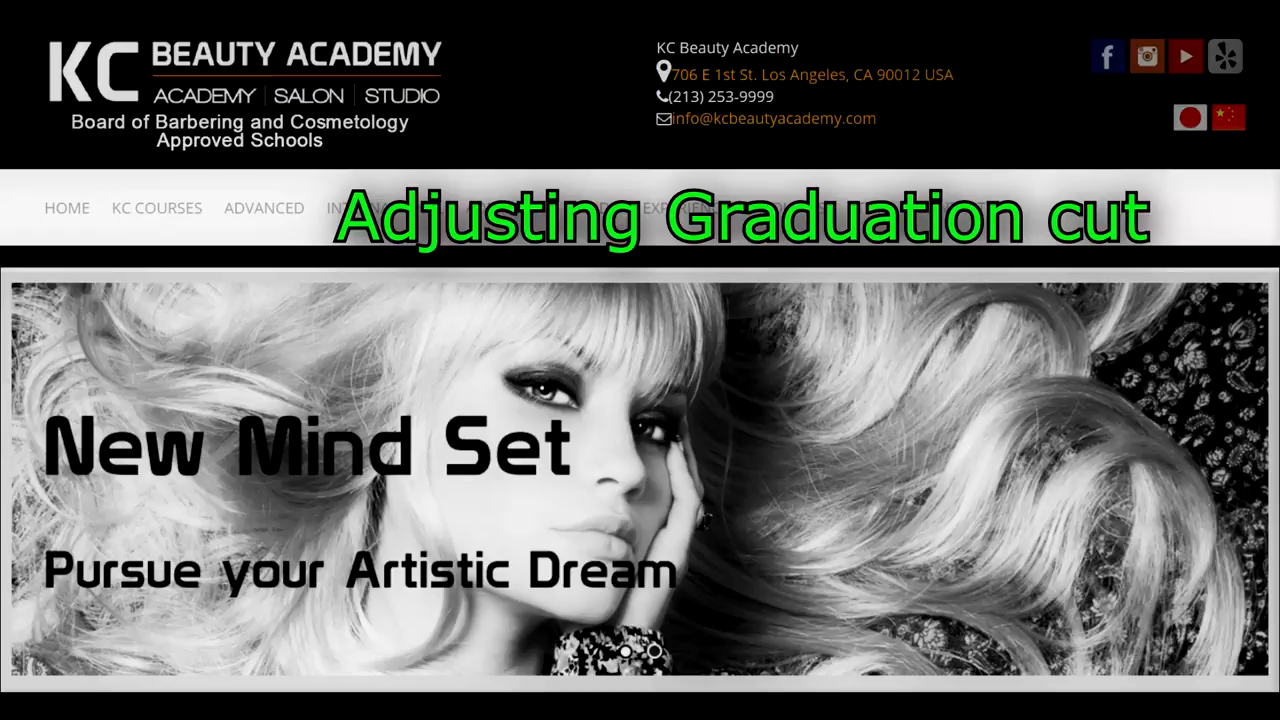 KC BEAUTY ACADEMY
ACADEMY | SALON | STUDIO
Board of Barbering and Cosmetology
Approved Schools
KC Beauty Academy
706 E 1st St. Los Angeles, CA 90012 USA
(213) 253-9999
info@kcbeautyacademy.com
HOME KC COURSES ADVANCED
Adjusting Graduation cut
New Mind Set
Pursue your Artistic Dream